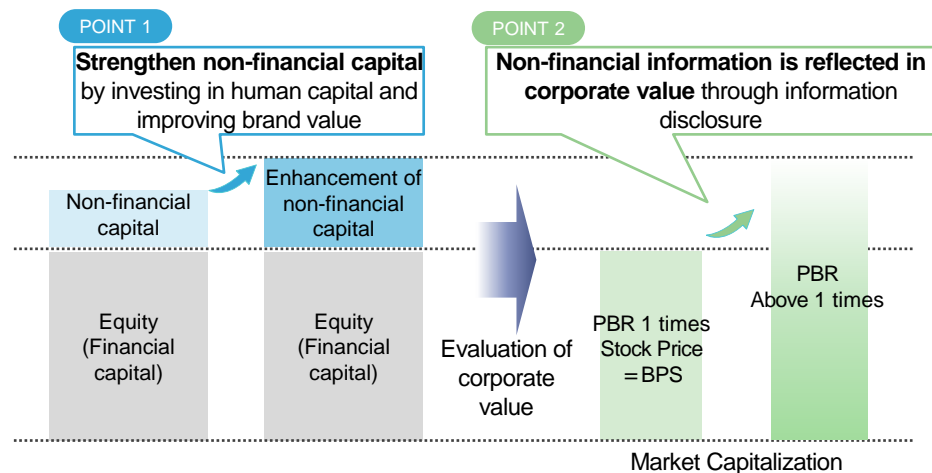 POINT 1
Strengthen non-financial capital
by investing in human capital and
improving brand value
POINT 2
Non-financial information is reflected in
corporate value through information
disclosure
Non-financial
capital
Enhancement of
non-financial
capital
Equity
(Financial
capital)
Equity
(Financial
capital)
Evaluation of
corporate
value
PBR 1 times
Stock Price
=BPS
PBR
Above 1 times
Market Capitalization